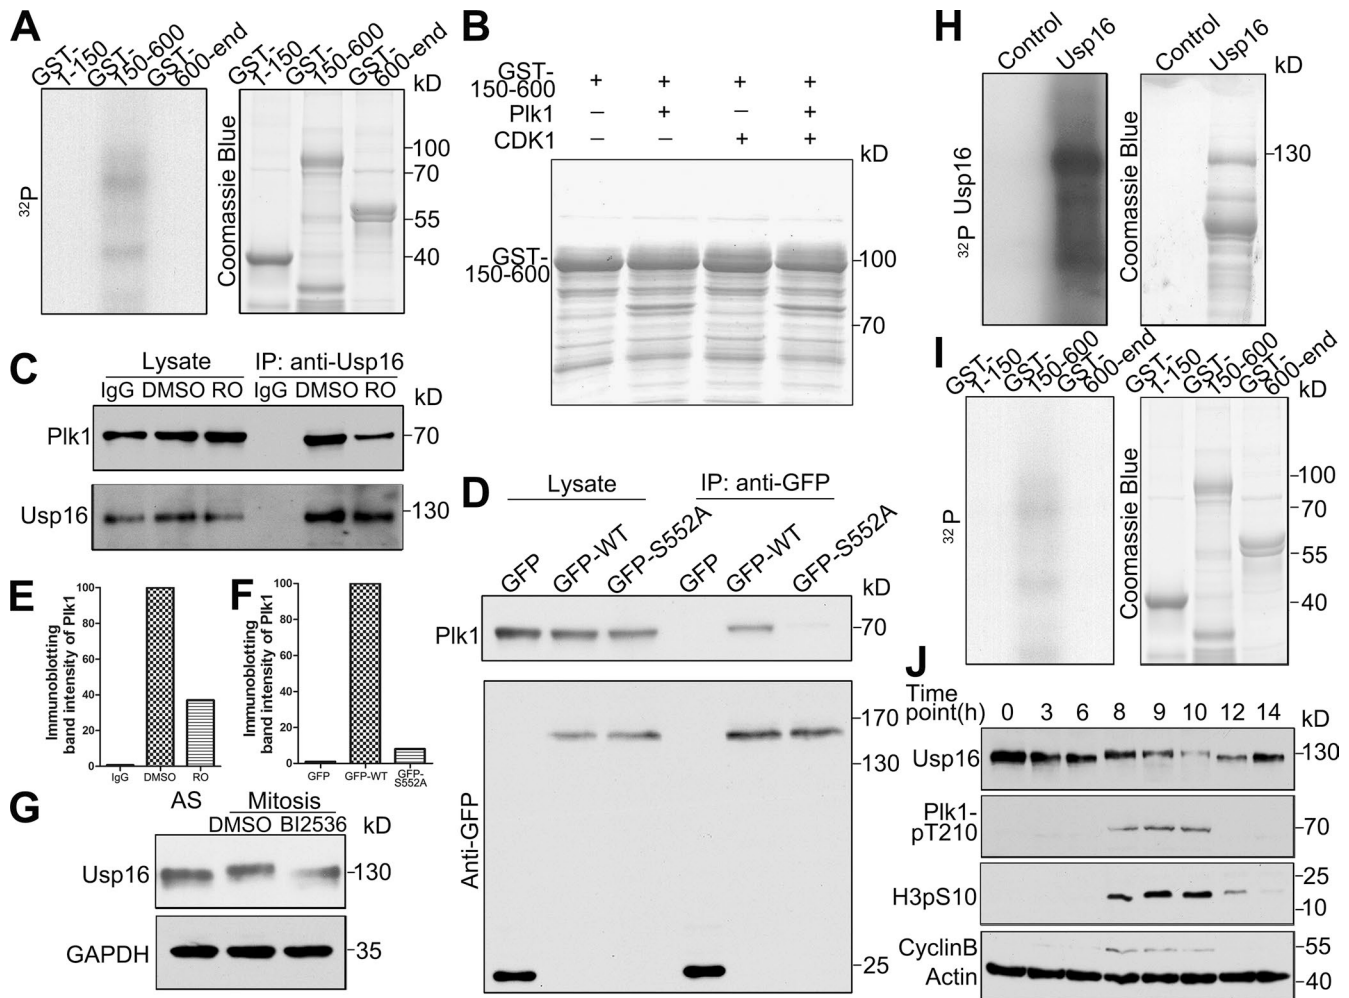 A
GST-
1-150
GST-
150-600
GST-
600-end
GST-
1-150
GST-
150-600
GST-
600-end
kD
32P
Coomassie Blue
100
70
55
40
B
GST-
150-600
+ + + +
Plk1
– + – +
CDK1
– – + +
kD
GST-
150-600
100
70
C
Lysate
IP: anti-Usp16
IgG DMSO RO IgG DMSO RO
kD
Plk1
70
Usp16
130
D
Lysate
IP: anti-GFP
GFP
GFP-WT
GFP-S552A
GFP
GFP-WT
GFP-S552A
kD
Plk1
70
Anti-GFP
170
130
25
E
Immunoblotting
band intensity of Plk1
100
80
60
40
20
0
IgG DMSO RO
F
Immunoblotting
band intensity of Plk1
100
80
60
40
20
0
GFP GFP-WT GFP-
S552A
G
AS
Mitosis
DMSO BI2536
kD
Usp16
130
GAPDH
35
H
Control
Usp16
Control
Usp16
kD
32P Usp16
Coomassie Blue
130
I
GST-
1-150
GST-
150-600
GST-
600-end
GST-
1-150
GST-
150-600
GST-
600-end
kD
32P
Coomassie Blue
100
70
55
40
J
Time
point(h)
0 3 6 8 9 10 12 14
kD
Usp16
130
Plk1-
pT210
70
H3pS10
25
10
CyclinB
55
Actin
40